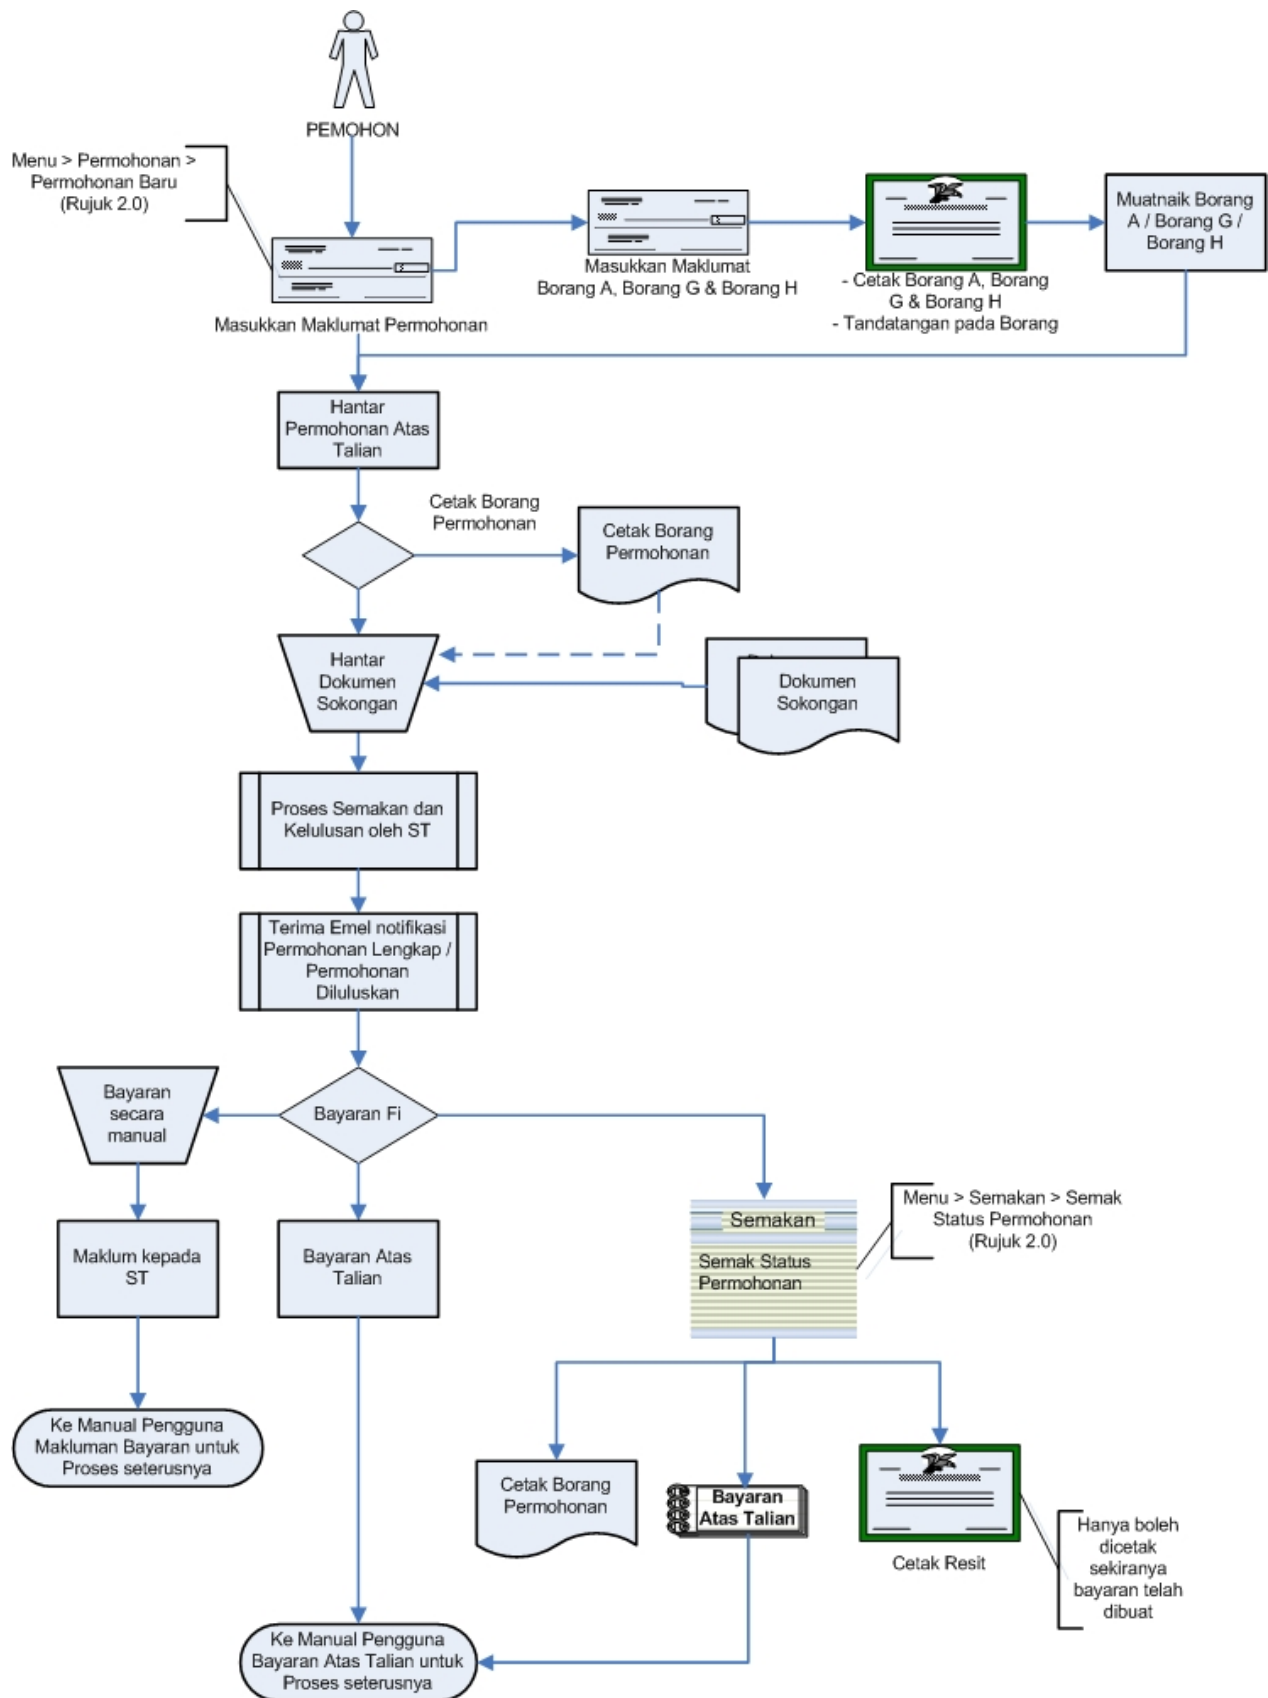 PEMOHON
Menu > Permohonan >
Permohonan Baru
(Rujuk 2.0)
Masukkan Maklumat Permohonan
Masukkan Maklumat
Borang A, Borang G & Borang H
- Cetak Borang A, Borang
G & Borang H
- Tandatangan pada Borang
Muatnaik Borang
A / Borang G /
Borang H
Hantar
Permohonan Atas
Talian
Cetak Borang
Permohonan
Cetak Borang
Permohonan
Hantar
Dokumen
Sokongan
Dokumen
Sokongan
Proses Semakan dan
Kelulusan oleh ST
Terima Emel notifikasi
Permohonan Lengkap /
Permohonan
Diluluskan
Bayaran
secara
manual
Bayaran Fi
Maklum kepada
ST
Bayaran Atas
Talian
Semakan
Semak Status
Permohonan
Menu > Semakan > Semak
Status Permohonan
(Rujuk 2.0)
Ke Manual Pengguna
Makluman Bayaran untuk
Proses seterusnya
Cetak Borang
Permohonan
Bayaran
Atas Talian
Cetak Resit
Hanya boleh
dicetak
sekiranya
bayaran telah
dibuat
Ke Manual Pengguna
Bayaran Atas Talian untuk
Proses seterusnya